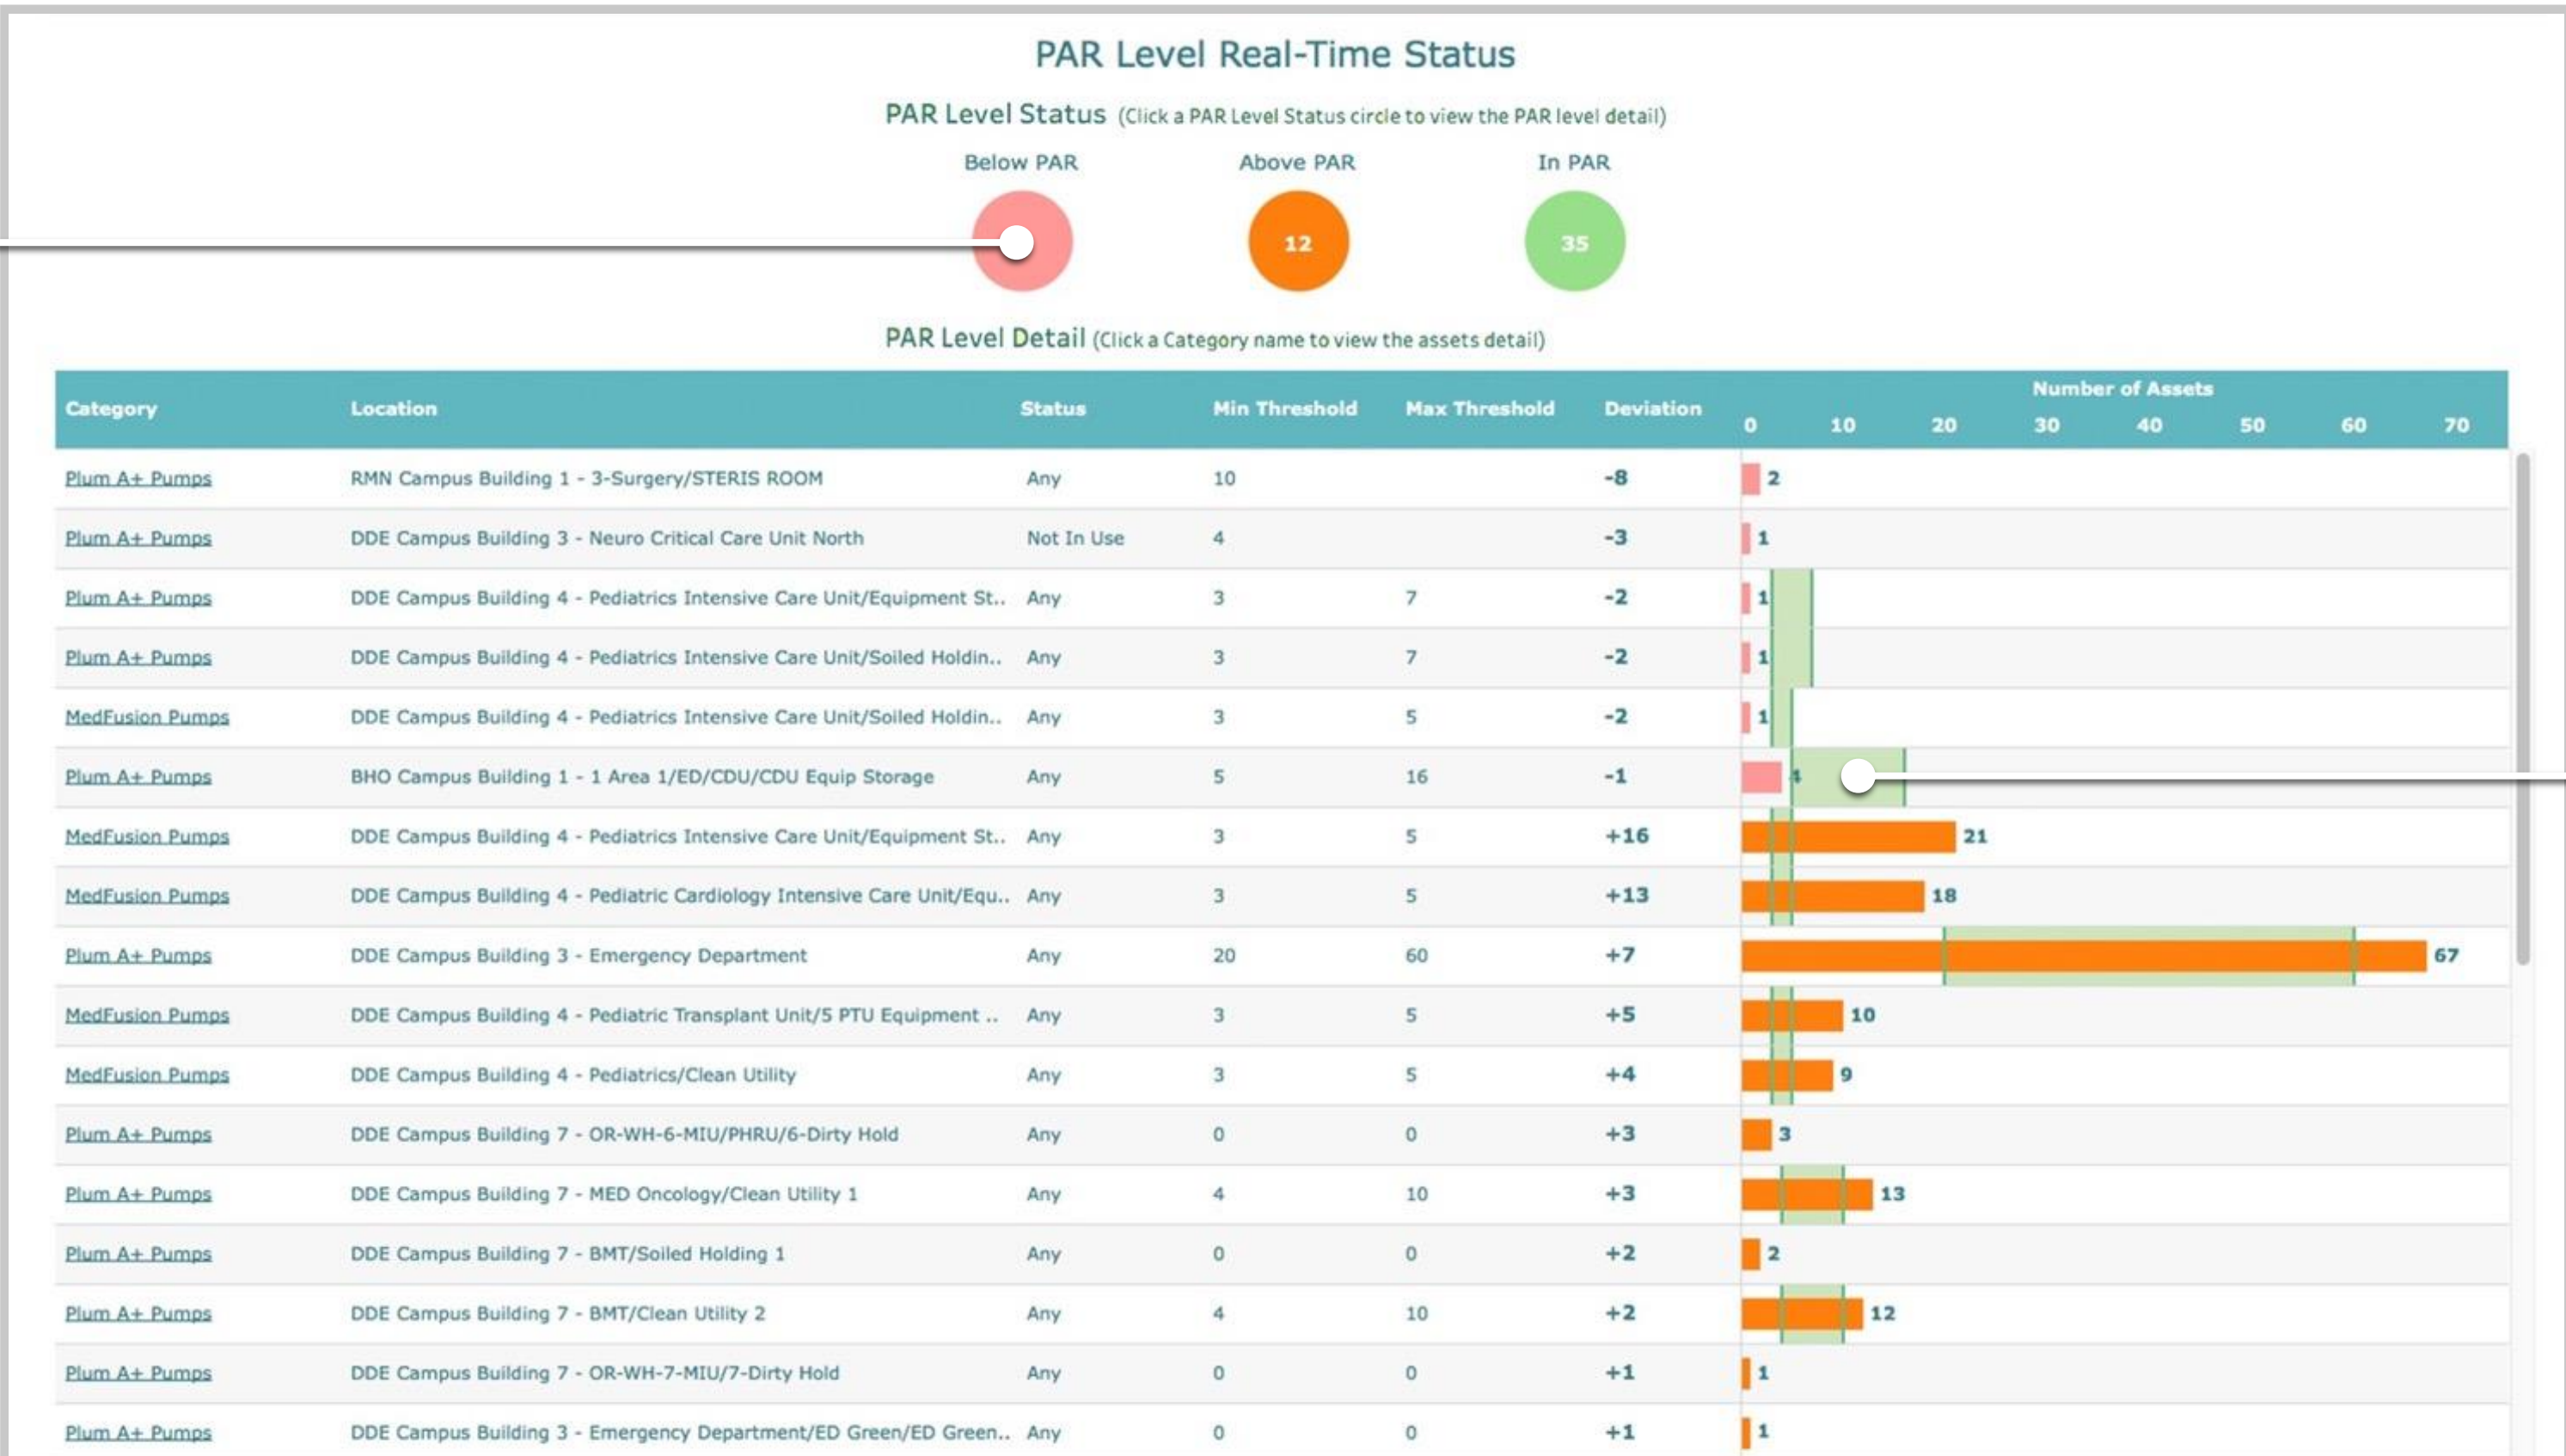 PAR Level Real-Time Status
PAR Level Status (Click a PAR Level Status circle to view the PAR level detail)
Below PAR Above PAR In PAR
12 35
PAR Level Detail (Click a Category name to view the assets detail)
Number of Assets
Category Location Status Min Threshold Max Threshold Deviation
0 10 20 30 40 50 60 70
Plum A+ Pumps RMN Campus Building 1 - 3-Surgery/STERIS ROOM Any 10 -8 2
Plum A+ Pumps DDE Campus Building 3 - Neuro Critical Care Unit North Not In Use 4 -3 1
Plum A+ Pumps DDE Campus Building 4 - Pediatrics Intensive Care Unit/Equipment St.. Any 3 7 -2 1
Plum A+ Pumps DDE Campus Building 4 - Pediatrics Intensive Care Unit/Soiled Holdin.. Any 3 7 -2 1
MedFusion Pumps DDE Campus Building 4 - Pediatrics Intensive Care Unit/Soiled Holdin.. Any 3 5 -2 1
Plum A+ Pumps BHO Campus Building 1 - 1 Area 1/ED/CDU/CDU Equip Storage Any 5 16 -1 4
MedFusion Pumps DDE Campus Building 4 - Pediatrics Intensive Care Unit/Equipment St.. Any 3 5 +16 21
MedFusion Pumps DDE Campus Building 4 - Pediatric Cardiology Intensive Care Unit/Equ.. Any 3 5 +13 18
Plum A+ Pumps DDE Campus Building 3 - Emergency Department Any 20 60 +7 67
MedFusion Pumps DDE Campus Building 4 - Pediatric Transplant Unit/5 PTU Equipment .. Any 3 5 +5 10
MedFusion Pumps DDE Campus Building 4 - Pediatrics/Clean Utility Any 3 5 +4 9
Plum A+ Pumps DDE Campus Building 7 - OR-WH-6-MIU/PHRU/6-Dirty Hold Any 0 0 +3 3
Plum A+ Pumps DDE Campus Building 7 - MED Oncology/Clean Utility 1 Any 4 10 +3 13
Plum A+ Pumps DDE Campus Building 7 - BMT/Soiled Holding 1 Any 0 0 +2 2
Plum A+ Pumps DDE Campus Building 7 - BMT/Clean Utility 2 Any 4 10 +2 12
Plum A+ Pumps DDE Campus Building 7 - OR-WH-7-MIU/7-Dirty Hold Any 0 0 +1 1
Plum A+ Pumps DDE Campus Building 3 - Emergency Department/ED Green/ED Green.. Any 0 0 +1 1